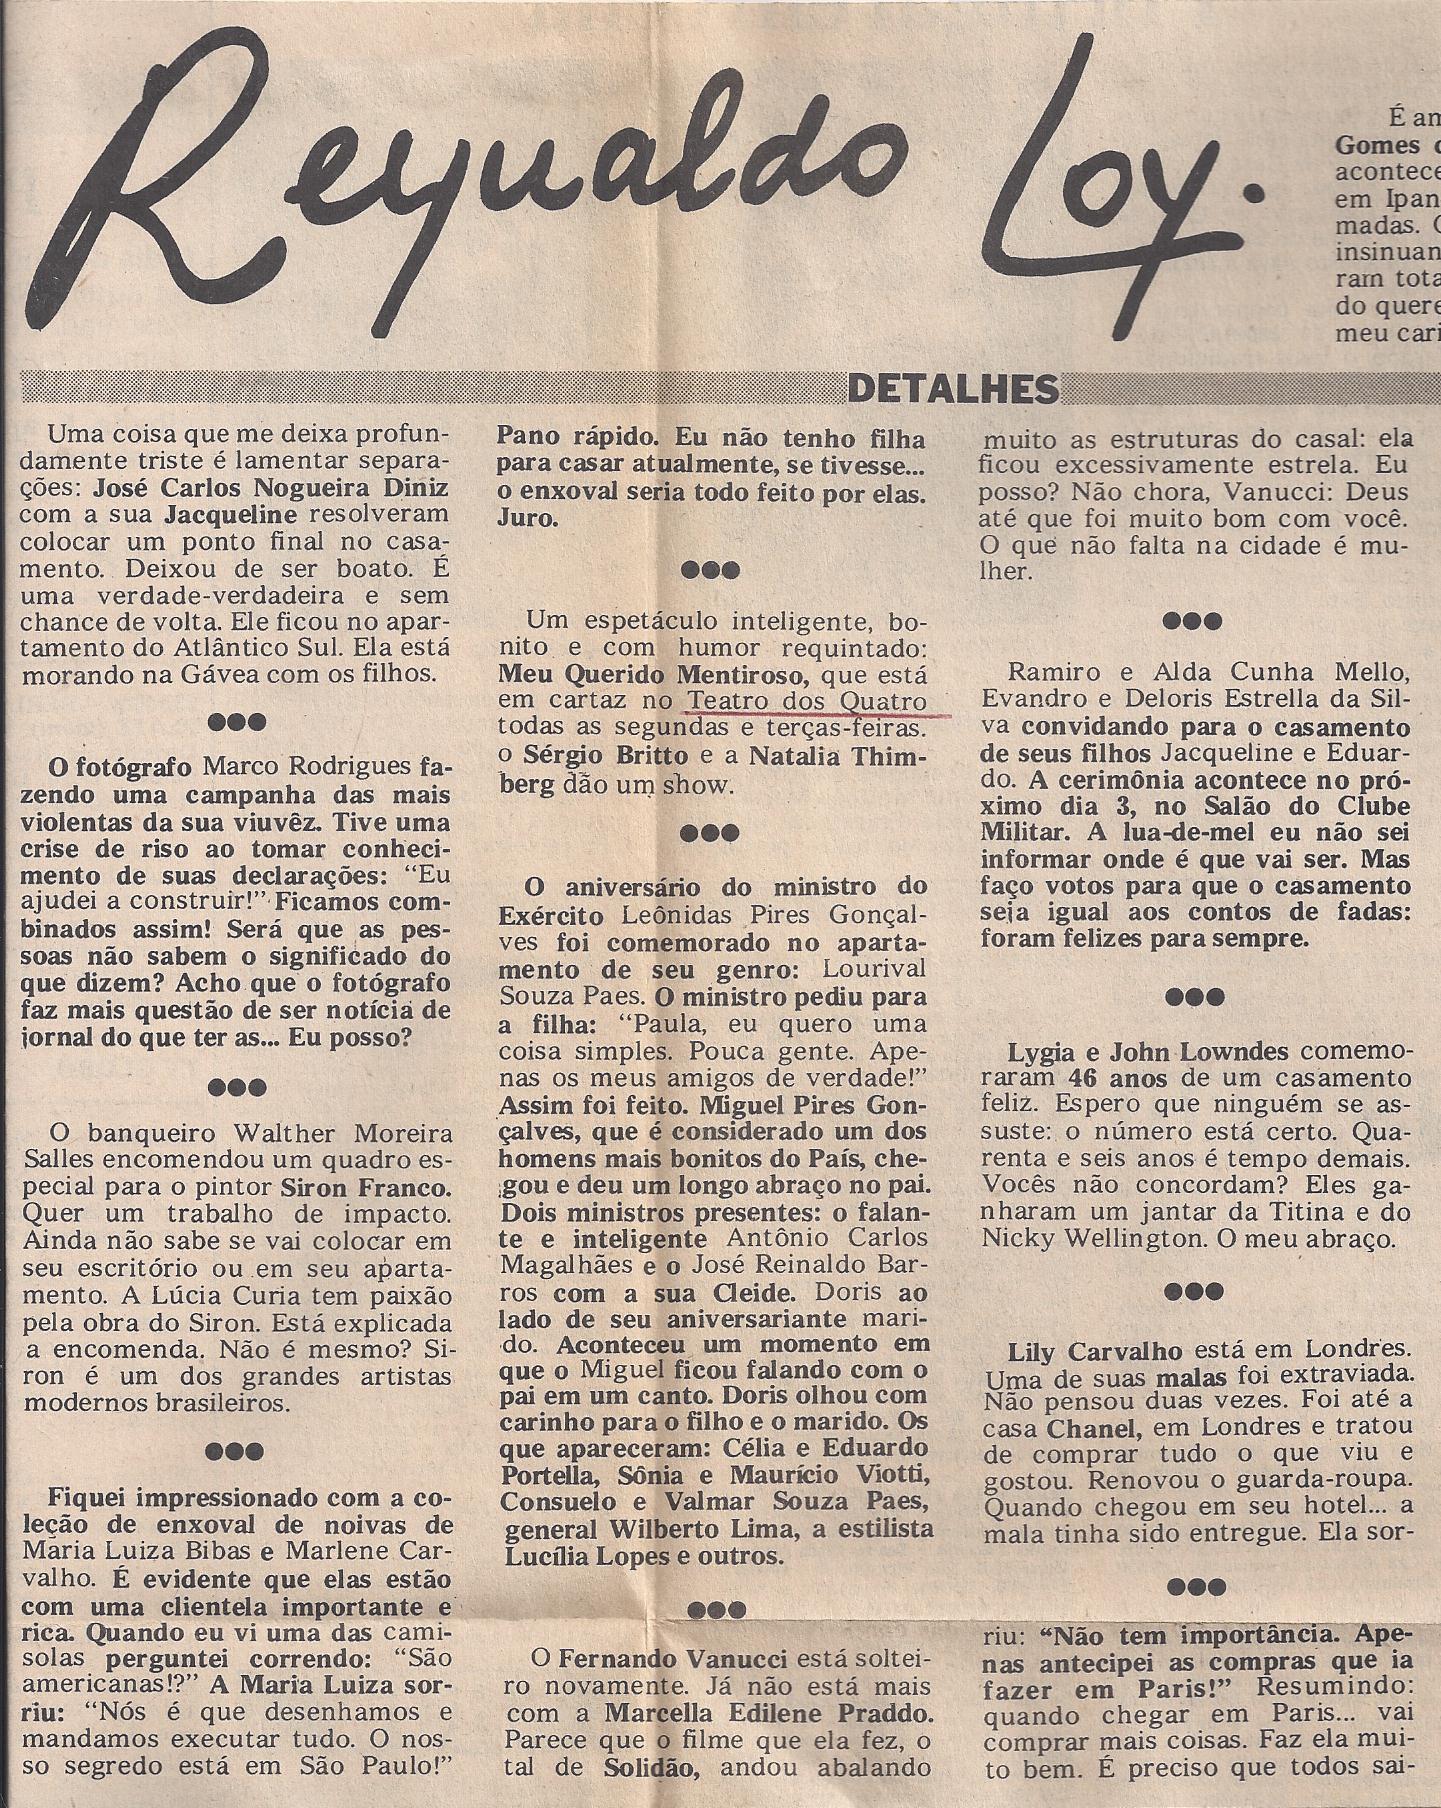 Reynaldo Loy.
É am
Gomes d
acontece
em Ipan
madas. C
insinuan
ram tota
do quere
meu cari
DETALHES
Uma coisa que me deixa profun-
damente triste é lamentar separa-
ções: José Carlos Nogueira Diniz
com a sua Jacqueline resolveram
colocar um ponto final no casa-
mento. Deixou de ser boato. É
uma verdade-verdadeira e sem
chance de volta. Ele ficou no apar-
tamento do Atlântico Sul. Ela está
morando na Gávea com os filhos.
●●●
O fotógrafo Marco Rodrigues fa-
zendo uma campanha das mais
violentas da sua viuvêz. Tive uma
crise de riso ao tomar conheci-
mento de suas declarações: “Eu
ajudei a construir!” Ficamos com-
binados assim! Será que as pes-
soas não sabem o significado do
que dizem? Acho que o fotógrafo
faz mais questão de ser notícia de
jornal do que ter as... Eu posso?
●●●
O banqueiro Walther Moreira
Salles encomendou um quadro es-
pecial para o pintor Siron Franco.
Quer um trabalho de impacto.
Ainda não sabe se vai colocar em
seu escritório ou em seu aparta-
mento. A Lúcia Curia tem paixão
pela obra do Siron. Está explicada
a encomenda. Não é mesmo? Si-
ron é um dos grandes artistas
modernos brasileiros.
●●●
Fiquei impressionado com a co-
leção de enxoval de noivas de
Maria Luiza Bibas e Marlene Car-
valho. É evidente que elas estão
com uma clientela importante e
rica. Quando eu vi uma das cami-
solas perguntei correndo: “São
americanas!?” A Maria Luiza sor-
riu: “Nós é que desenhamos e
mandamos executar tudo. O nos-
so segredo está em São Paulo!”
Pano rápido. Eu não tenho filha
para casar atualmente, se tivesse...
o enxoval seria todo feito por elas.
Juro.
●●●
Um espetáculo inteligente, bo-
nito e com humor requintado:
Meu Querido Mentiroso, que está
em cartaz no Teatro dos Quatro
todas as segundas e terças-feiras.
o Sérgio Britto e a Natalia Thim-
berg dão um show.
●●●
O aniversário do ministro do
Exército Leônidas Pires Gonçal-
ves foi comemorado no aparta-
mento de seu genro: Lourival
Souza Paes. O ministro pediu para
a filha: “Paula, eu quero uma
coisa simples. Pouca gente. Ape-
nas os meus amigos de verdade!”
Assim foi feito. Miguel Pires Gon-
çalves, que é considerado um dos
homens mais bonitos do País, che-
gou e deu um longo abraço no pai.
Dois ministros presentes: o falan-
te e inteligente Antônio Carlos
Magalhães e o José Reinaldo Bar-
ros com a sua Cleide. Doris ao
lado de seu aniversariante mari-
do. Aconteceu um momento em
que o Miguel ficou falando com o
pai em um canto. Doris olhou com
carinho para o filho e o marido. Os
que apareceram: Célia e Eduardo
Portella, Sônia e Maurício Viotti,
Consuelo e Valmar Souza Paes,
general Wilberto Lima, a estilista
Lucília Lopes e outros.
●●●
O Fernando Vanucci está soltei-
ro novamente. Já não está mais
com a Marcella Edilene Praddo.
Parece que o filme que ela fez, o
tal de Solidão, andou abalando
muito as estruturas do casal: ela
ficou excessivamente estrela. Eu
posso? Não chora, Vanucci: Deus
até que foi muito bom com você.
O que não falta na cidade é mu-
lher.
●●●
Ramiro e Alda Cunha Mello,
Evandro e Deloris Estrella da Sil-
va convidando para o casamento
de seus filhos Jacqueline e Eduar-
do. A cerimônia acontece no pró-
ximo dia 3, no Salão do Clube
Militar. A lua-de-mel eu não sei
informar onde é que vai ser. Mas
faço votos para que o casamento
seja igual aos contos de fadas:
foram felizes para sempre.
●●●
Lygia e John Lowndes comemo-
raram 46 anos de um casamento
feliz. Espero que ninguém se as-
suste: o número está certo. Qua-
renta e seis anos é tempo demais.
Vocês não concordam? Eles ga-
nharam um jantar da Titina e do
Nicky Wellington. O meu abraço.
●●●
Lily Carvalho está em Londres.
Uma de suas malas foi extraviada.
Não pensou duas vezes. Foi até a
casa Chanel, em Londres e tratou
de comprar tudo o que viu e
gostou. Renovou o guarda-roupa.
Quando chegou em seu hotel... a
mala tinha sido entregue. Ela sor-
●●●
riu: “Não tem importância. Ape-
nas antecipei as compras que ia
fazer em Paris!” Resumindo:
quando chegar em Paris... vai
comprar mais coisas. Faz ela mui-
to bem. É preciso que todos sai-